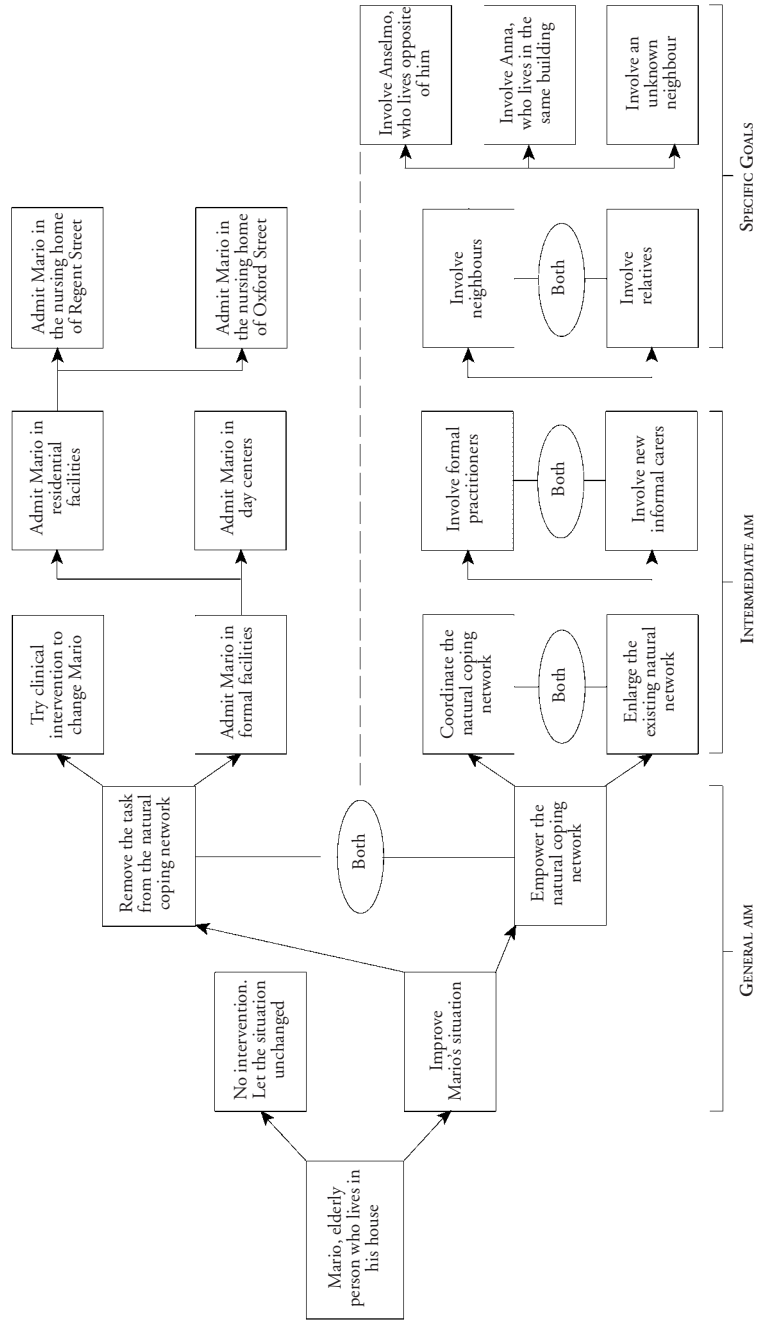 Mario, elderly
person who lives in
his house
No intervention.
Let the situation
unchanged
Improve
Mario's situation
Remove the task
from the natural
coping network
Both
Empower the
natural coping
network
Try clinical
intervention to
change Mario
Admit Mario in
formal facilities
Coordinate the
natural coping
network
Both
Enlarge the
existing natural
network
Admit Mario in
residential
facilities
Admit Mario in
day centers
Involve formal
practitioners
Both
Involve new
informal carers
Admit Mario in
the nursing home
of Regent Street
Admit Mario in
the nursing home
of Oxford Street
Involve
neighbours
Both
Involve
relatives
Involve Anselmo,
who lives opposite
of him
Involve Anna,
who lives in the
same building
Involve an
unknown
neighbour
GENERAL AIM
INTERMEDIATE AIM
SPECIFIC GOALS